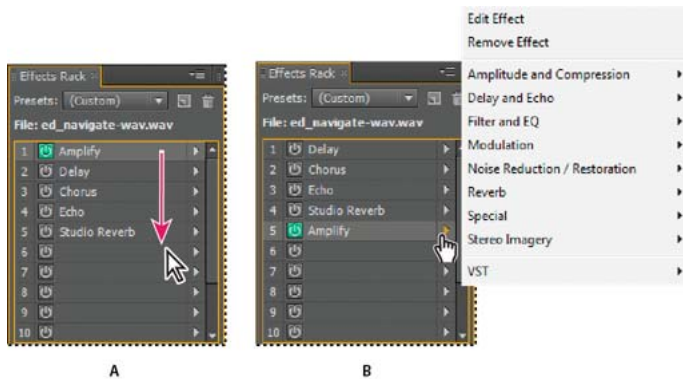 Effects Rack
Presets: (Custom)
File: ed_navigate-wav.wav
1 Amplify
2 Delay
3 Chorus
4 Echo
5 Studio Reverb
6
7
8
9
10
A
Effects Rack
Presets: (Custom)
File: ed_navigate-wav.wav
1 Delay
2 Chorus
3 Echo
4 Studio Reverb
5 Amplify
6
7
8
9
10
B
Edit Effect
Remove Effect
Amplitude and Compression
Delay and Echo
Filter and EQ
Modulation
Noise Reduction / Restoration
Reverb
Special
Stereo Imagery
VST